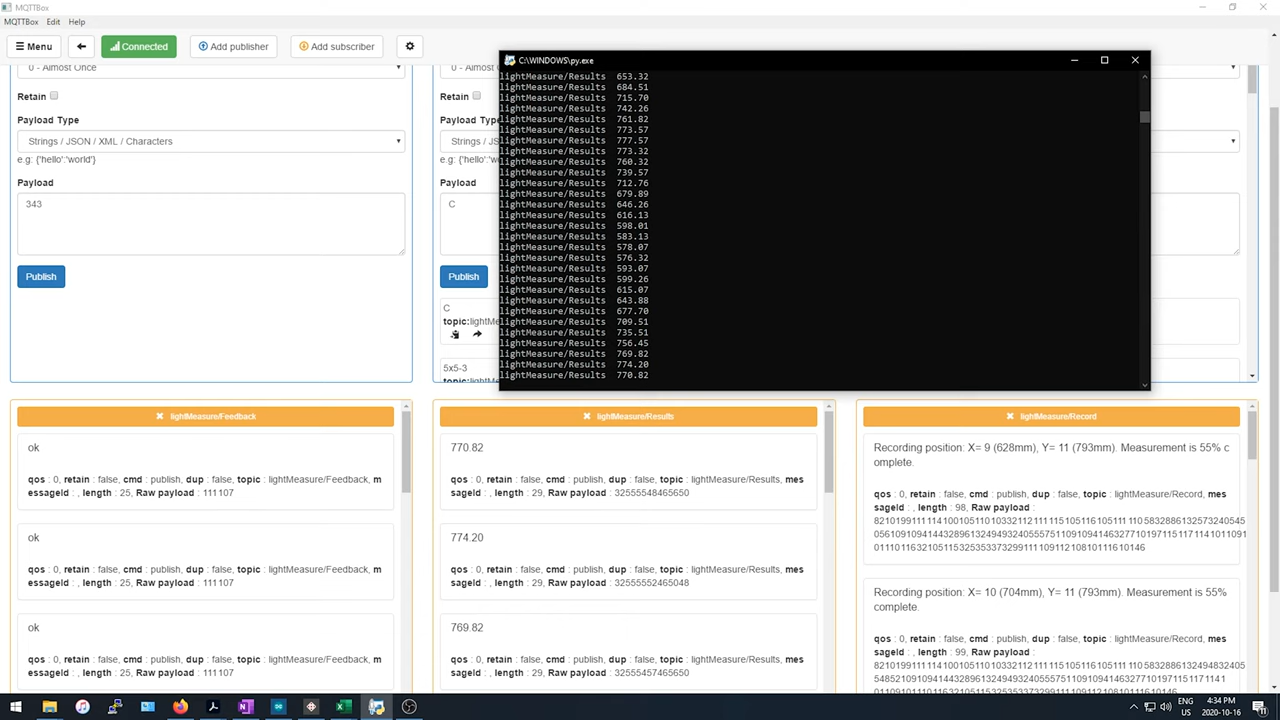 MQTTBox
MQTTBox Edit Help
Menu
Connected
Add publisher
Add subscriber
0 - Almost Once
Retain
Payload Type
Strings / JSON / XML / Characters
e.g: {'hello':'world'}
Payload
343
Publish
0 - Almost O
Retain
Payload Typ
Strings / JS
e.g: {'hello':'w
Payload
C
Publish
C
topic:lightMe
5x5-3
topic:lightMe
C:\WINDOWS\py.exe
lightMeasure/Results 653.32
lightMeasure/Results 684.51
lightMeasure/Results 715.70
lightMeasure/Results 742.26
lightMeasure/Results 761.82
lightMeasure/Results 773.57
lightMeasure/Results 777.57
lightMeasure/Results 773.32
lightMeasure/Results 760.32
lightMeasure/Results 739.57
lightMeasure/Results 712.76
lightMeasure/Results 679.89
lightMeasure/Results 646.26
lightMeasure/Results 616.13
lightMeasure/Results 598.01
lightMeasure/Results 583.13
lightMeasure/Results 578.07
lightMeasure/Results 576.32
lightMeasure/Results 593.07
lightMeasure/Results 599.26
lightMeasure/Results 615.07
lightMeasure/Results 643.88
lightMeasure/Results 677.70
lightMeasure/Results 709.51
lightMeasure/Results 735.51
lightMeasure/Results 756.45
lightMeasure/Results 769.82
lightMeasure/Results 774.20
lightMeasure/Results 770.82
lightMeasure/Feedback
ok
qos : 0, retain : false, cmd : publish, dup : false, topic : lightMeasure/Feedback, m
essageId : , length : 25, Raw payload : 111107
ok
qos : 0, retain : false, cmd : publish, dup : false, topic : lightMeasure/Feedback, m
essageId : , length : 25, Raw payload : 111107
ok
qos : 0, retain : false, cmd : publish, dup : false, topic : lightMeasure/Feedback, m
essageId : , length : 25, Raw payload : 111107
lightMeasure/Results
770.82
qos : 0, retain : false, cmd : publish, dup : false, topic : lightMeasure/Results, mes
sageId : , length : 29, Raw payload : 32555548465650
774.20
qos : 0, retain : false, cmd : publish, dup : false, topic : lightMeasure/Results, mes
sageId : , length : 29, Raw payload : 32555552465048
769.82
qos : 0, retain : false, cmd : publish, dup : false, topic : lightMeasure/Results, mes
sageId : , length : 29, Raw payload : 32555457465650
lightMeasure/Record
Recording position: X= 9 (628mm), Y= 11 (793mm). Measurement is 55% c
omplete.
qos : 0, retain : false, cmd : publish, dup : false, topic : lightMeasure/Record, mes
sageId : , length : 98, Raw payload :
Recording position: X= 10 (704mm), Y= 11 (793mm). Measurement is 55%
complete.
qos : 0, retain : false, cmd : publish, dup : false, topic : lightMeasure/Record, mes
sageId : , length : 99, Raw payload :
ENG
US
4:34 PM
2020-10-16